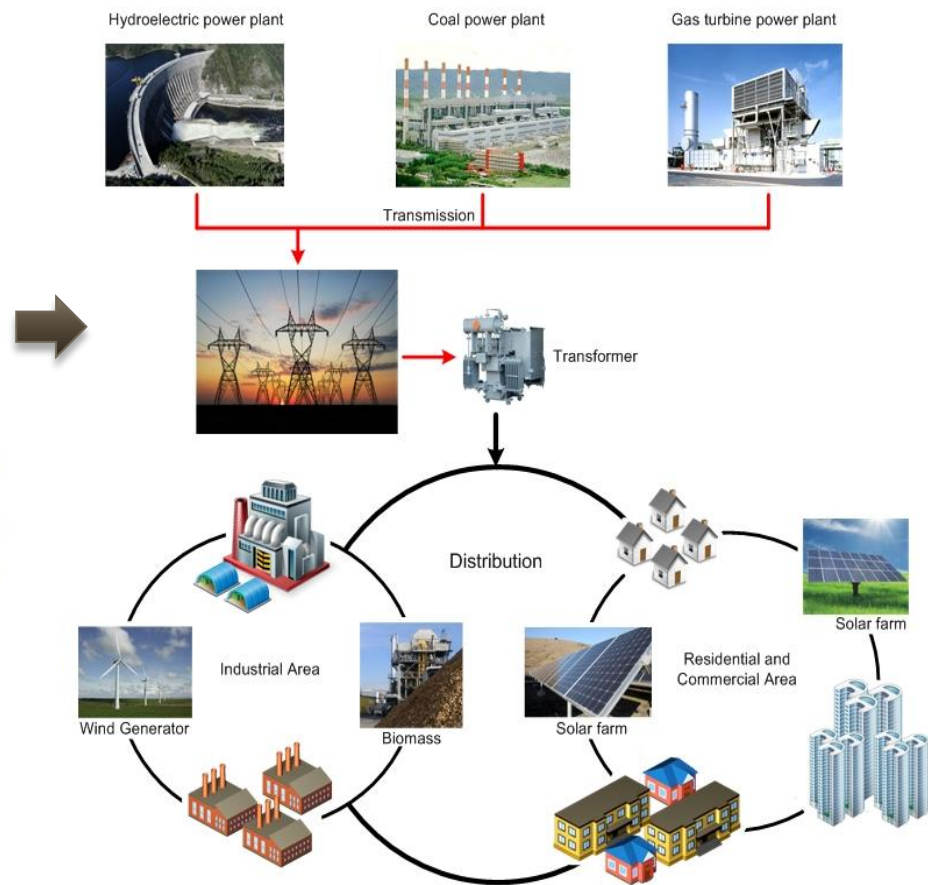 Hydroelectric power plant
Coal power plant
Gas turbine power plant
Transmission
Transformer
Distribution
Solar farm
Industrial Area
Residential and
Commercial Area
Wind Generator
Biomass
Solar farm